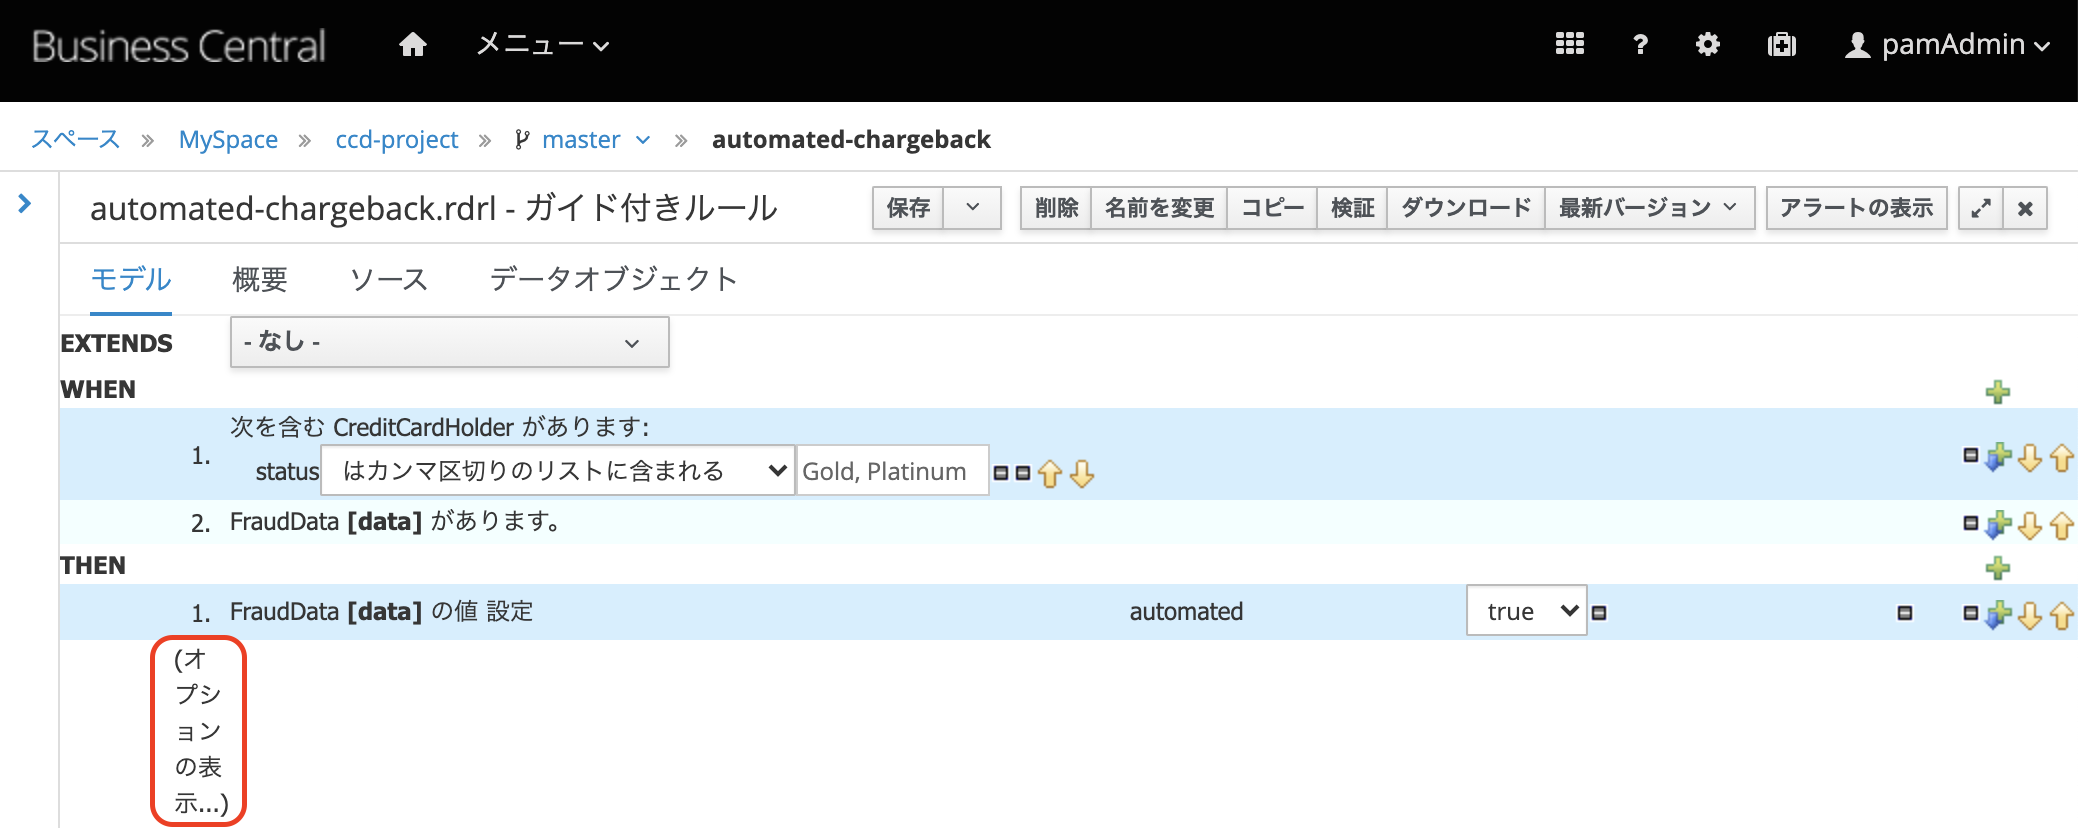 Business Central メニュー ? pamAdmin
スペース » MySpace » ccd-project » master » automated-chargeback
automated-chargeback.rdrl - ガイド付きルール 保存 削除 名前を変更 コピー 検証 ダウンロード 最新バージョン アラートの表示
モデル 概要 ソース データオブジェクト
EXTENDS - なし -
WHEN
次を含む CreditCardHolder があります:
1.
status はカンマ区切りのリストに含まれる Gold, Platinum
2. FraudData [data] があります。
THEN
1. FraudData [data] の値 設定 automated true
(オ
プシ
ョン
の表
示...)